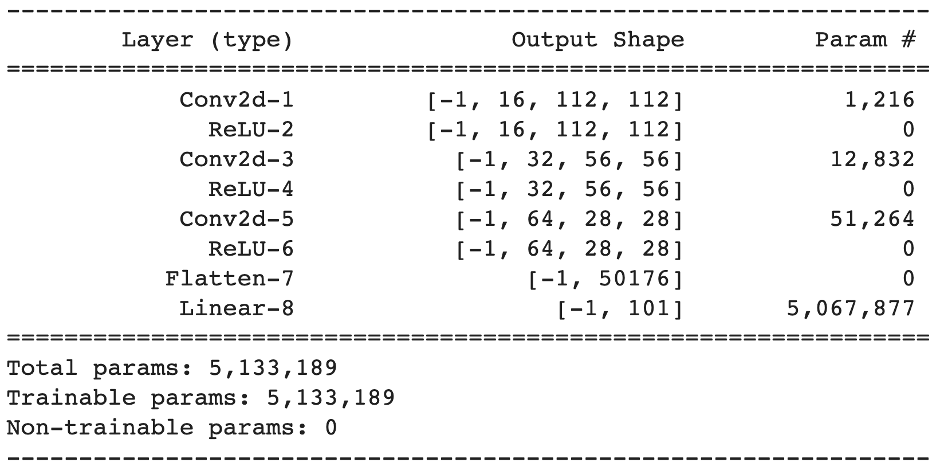 ----------------------------------------------------------------
        Layer (type)               Output Shape         Param #
================================================================
            Conv2d-1         [-1, 16, 112, 112]           1,216
              ReLU-2         [-1, 16, 112, 112]               0
            Conv2d-3           [-1, 32, 56, 56]          12,832
              ReLU-4           [-1, 32, 56, 56]               0
            Conv2d-5           [-1, 64, 28, 28]          51,264
              ReLU-6           [-1, 64, 28, 28]               0
           Flatten-7                [-1, 50176]               0
            Linear-8                  [-1, 101]       5,067,877
================================================================
Total params: 5,133,189
Trainable params: 5,133,189
Non-trainable params: 0
----------------------------------------------------------------